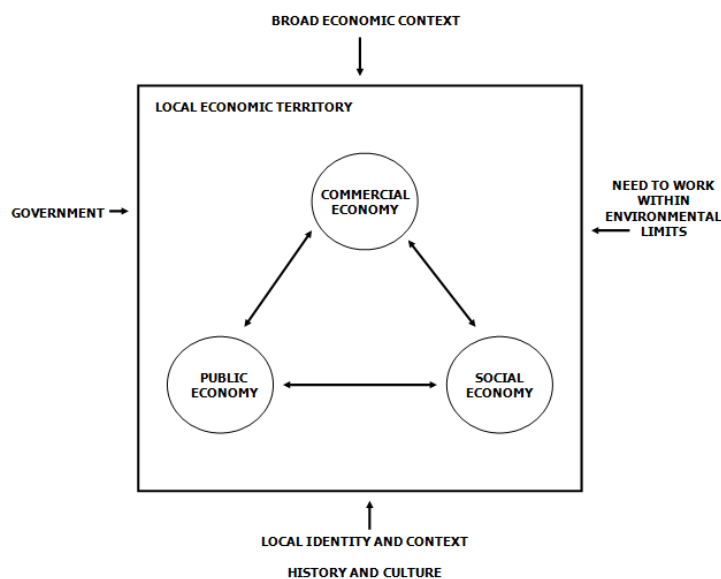 BROAD ECONOMIC CONTEXT
LOCAL ECONOMIC TERRITORY
COMMERCIAL
ECONOMY
GOVERNMENT
NEED TO WORK
WITHIN
ENVIRONMENTAL
LIMITS
PUBLIC
ECONOMY
SOCIAL
ECONOMY
LOCAL IDENTITY AND CONTEXT
HISTORY AND CULTURE